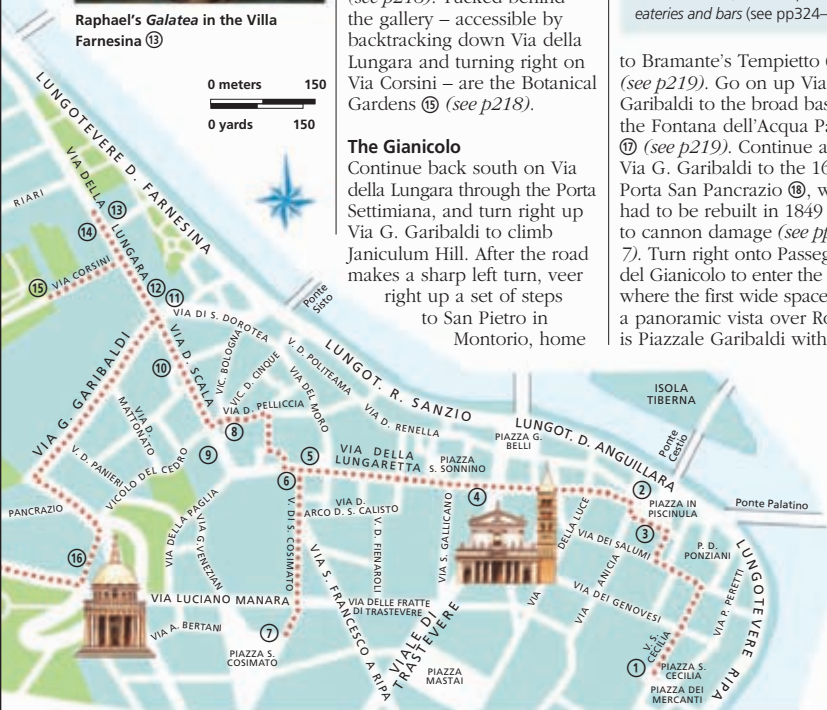 Raphael's Galatea in the Villa
Farnesina ⑬
0 meters 150
0 yards 150
the gallery – accessible by
backtracking down Via della
Lungara and turning right on
Via Corsini – are the Botanical
Gardens ⑮ (see p218).
The Gianicolo
Continue back south on Via
della Lungara through the Porta
Settimiana, and turn right up
Via G. Garibaldi to climb
Janiculum Hill. After the road
makes a sharp left turn, veer
right up a set of steps
to San Pietro in
Montorio, home
eateries and bars (see pp324–
to Bramante's Tempietto
(see p219). Go on up Via
Garibaldi to the broad bas
the Fontana dell'Acqua Pa
⑰ (see p219). Continue a
Via G. Garibaldi to the 16
Porta San Pancrazio ⑱, w
had to be rebuilt in 1849
to cannon damage (see pp
7). Turn right onto Passeg
del Gianicolo to enter the
where the first wide space
a panoramic vista over Ro
is Piazzale Garibaldi with
LUNGOTEVERE D. FARNESINA
VIA DELLA LUNGARA
RIARI
⑬
⑭
⑮
VIA CORSINI
⑫
⑪
Ponte
Sisto
VIA DI S. DOROTEA
VIA G. GARIBALDI
⑩
VIA D. SCALA
VIC. BOLOGNA
VIC. D. CINQUE
V. D. POLITEAMA
VIA DEL MORO
LUNGOT. R. SANZIO
VIA D. PELLICCIA
⑧
VIA D. RENELLA
VIA D.
MATTONATO
⑨
V. D. PANIERI
VICOLO DEL CEDRO
⑤
⑥
VIA DELLA
LUNGARETTA
PIAZZA
S. SONNINO
PIAZZA G.
BELLI
LUNGOT. D. ANGUILLARA
ISOLA
TIBERNA
Ponte
Cestio
Ponte Palatino
②
PIAZZA IN
PISCINULA
③
④
PANCRAZIO
VIA DELLA PAGLIA
VIA G. VENEZIAN
V. DI S. COSIMATO
VIA D.
ARCO D. S. CALISTO
V. D. FIENAROLI
VIA S. GALLICANO
DELLA LUCE
VIA
VIA DEI SALUMI
ANICIA
VIA
P. D.
PONZIANI
VIA DEI GENOVESI
VIA P. PERETTI
LUNGOTEVERE RIPA
⑯
VIA LUCIANO MANARA
VIA A. BERTANI
⑦
PIAZZA S.
COSIMATO
VIA S. FRANCESCO A RIPA
VIA DELLE FRATTE
DI TRASTEVERE
VIALE DI
TRASTEVERE
PIAZZA
MASTAI
V. S.
CECILIA
①
PIAZZA S.
CECILIA
PIAZZA DEI
MERCANTI